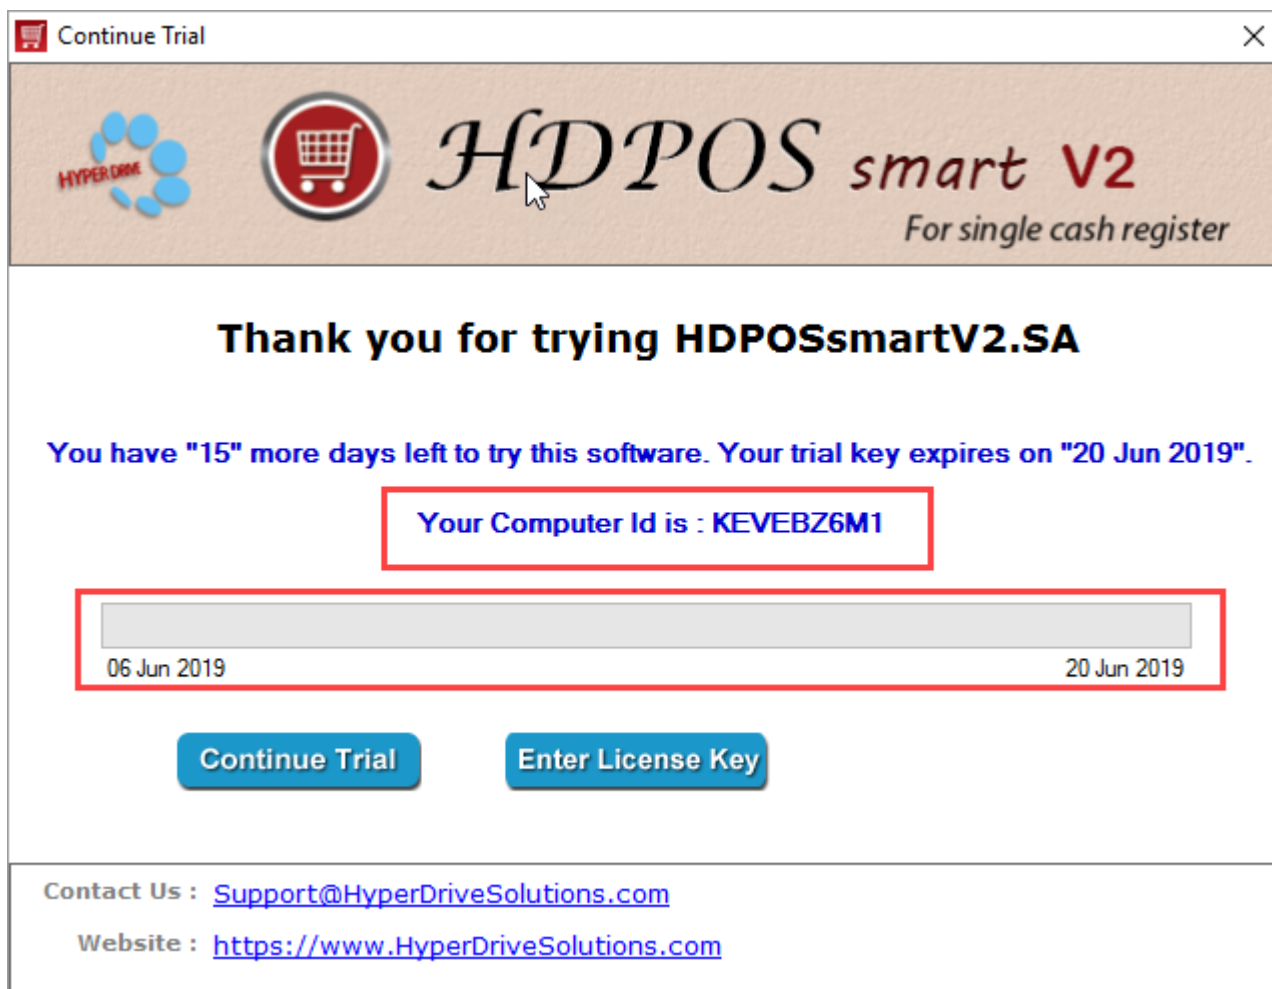 Continue Trial
HYPER DRIVE
HDPOS smart V2
For single cash register
Thank you for trying HDPOSsmartV2.SA
You have "15" more days left to try this software. Your trial key expires on "20 Jun 2019".
Your Computer Id is : KEVEBZ6M1
06 Jun 2019 20 Jun 2019
Continue Trial Enter License Key
Contact Us : Support@HyperDriveSolutions.com
Website : https://www.HyperDriveSolutions.com